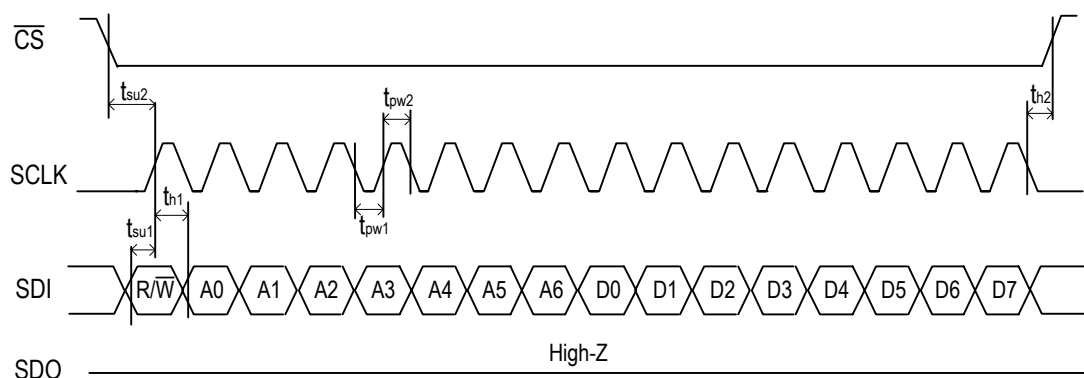 C̅S̅
tsu2
tpw2
th2
SCLK
tsu1
th1
tpw1
SDI
R/W̅ A0 A1 A2 A3 A4 A5 A6 D0 D1 D2 D3 D4 D5 D6 D7
High-Z
SDO